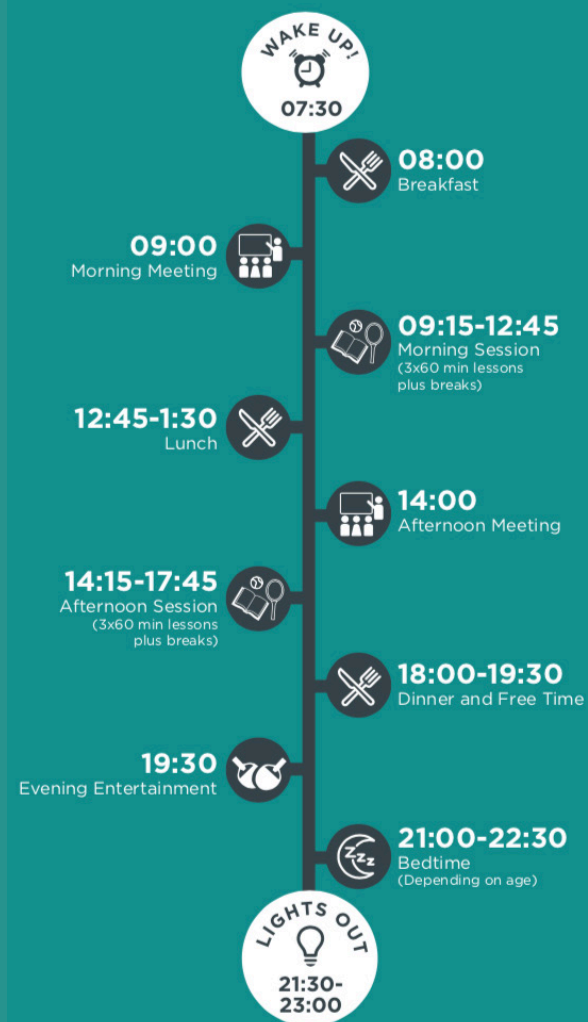 WAKE UP!
07:30
08:00
Breakfast
09:00
Morning Meeting
09:15-12:45
Morning Session
(3x60 min lessons
plus breaks)
12:45-1:30
Lunch
14:00
Afternoon Meeting
14:15-17:45
Afternoon Session
(3x60 min lessons
plus breaks)
18:00-19:30
Dinner and Free Time
19:30
Evening Entertainment
21:00-22:30
Bedtime
(Depending on age)
LIGHTS OUT
21:30-
23:00